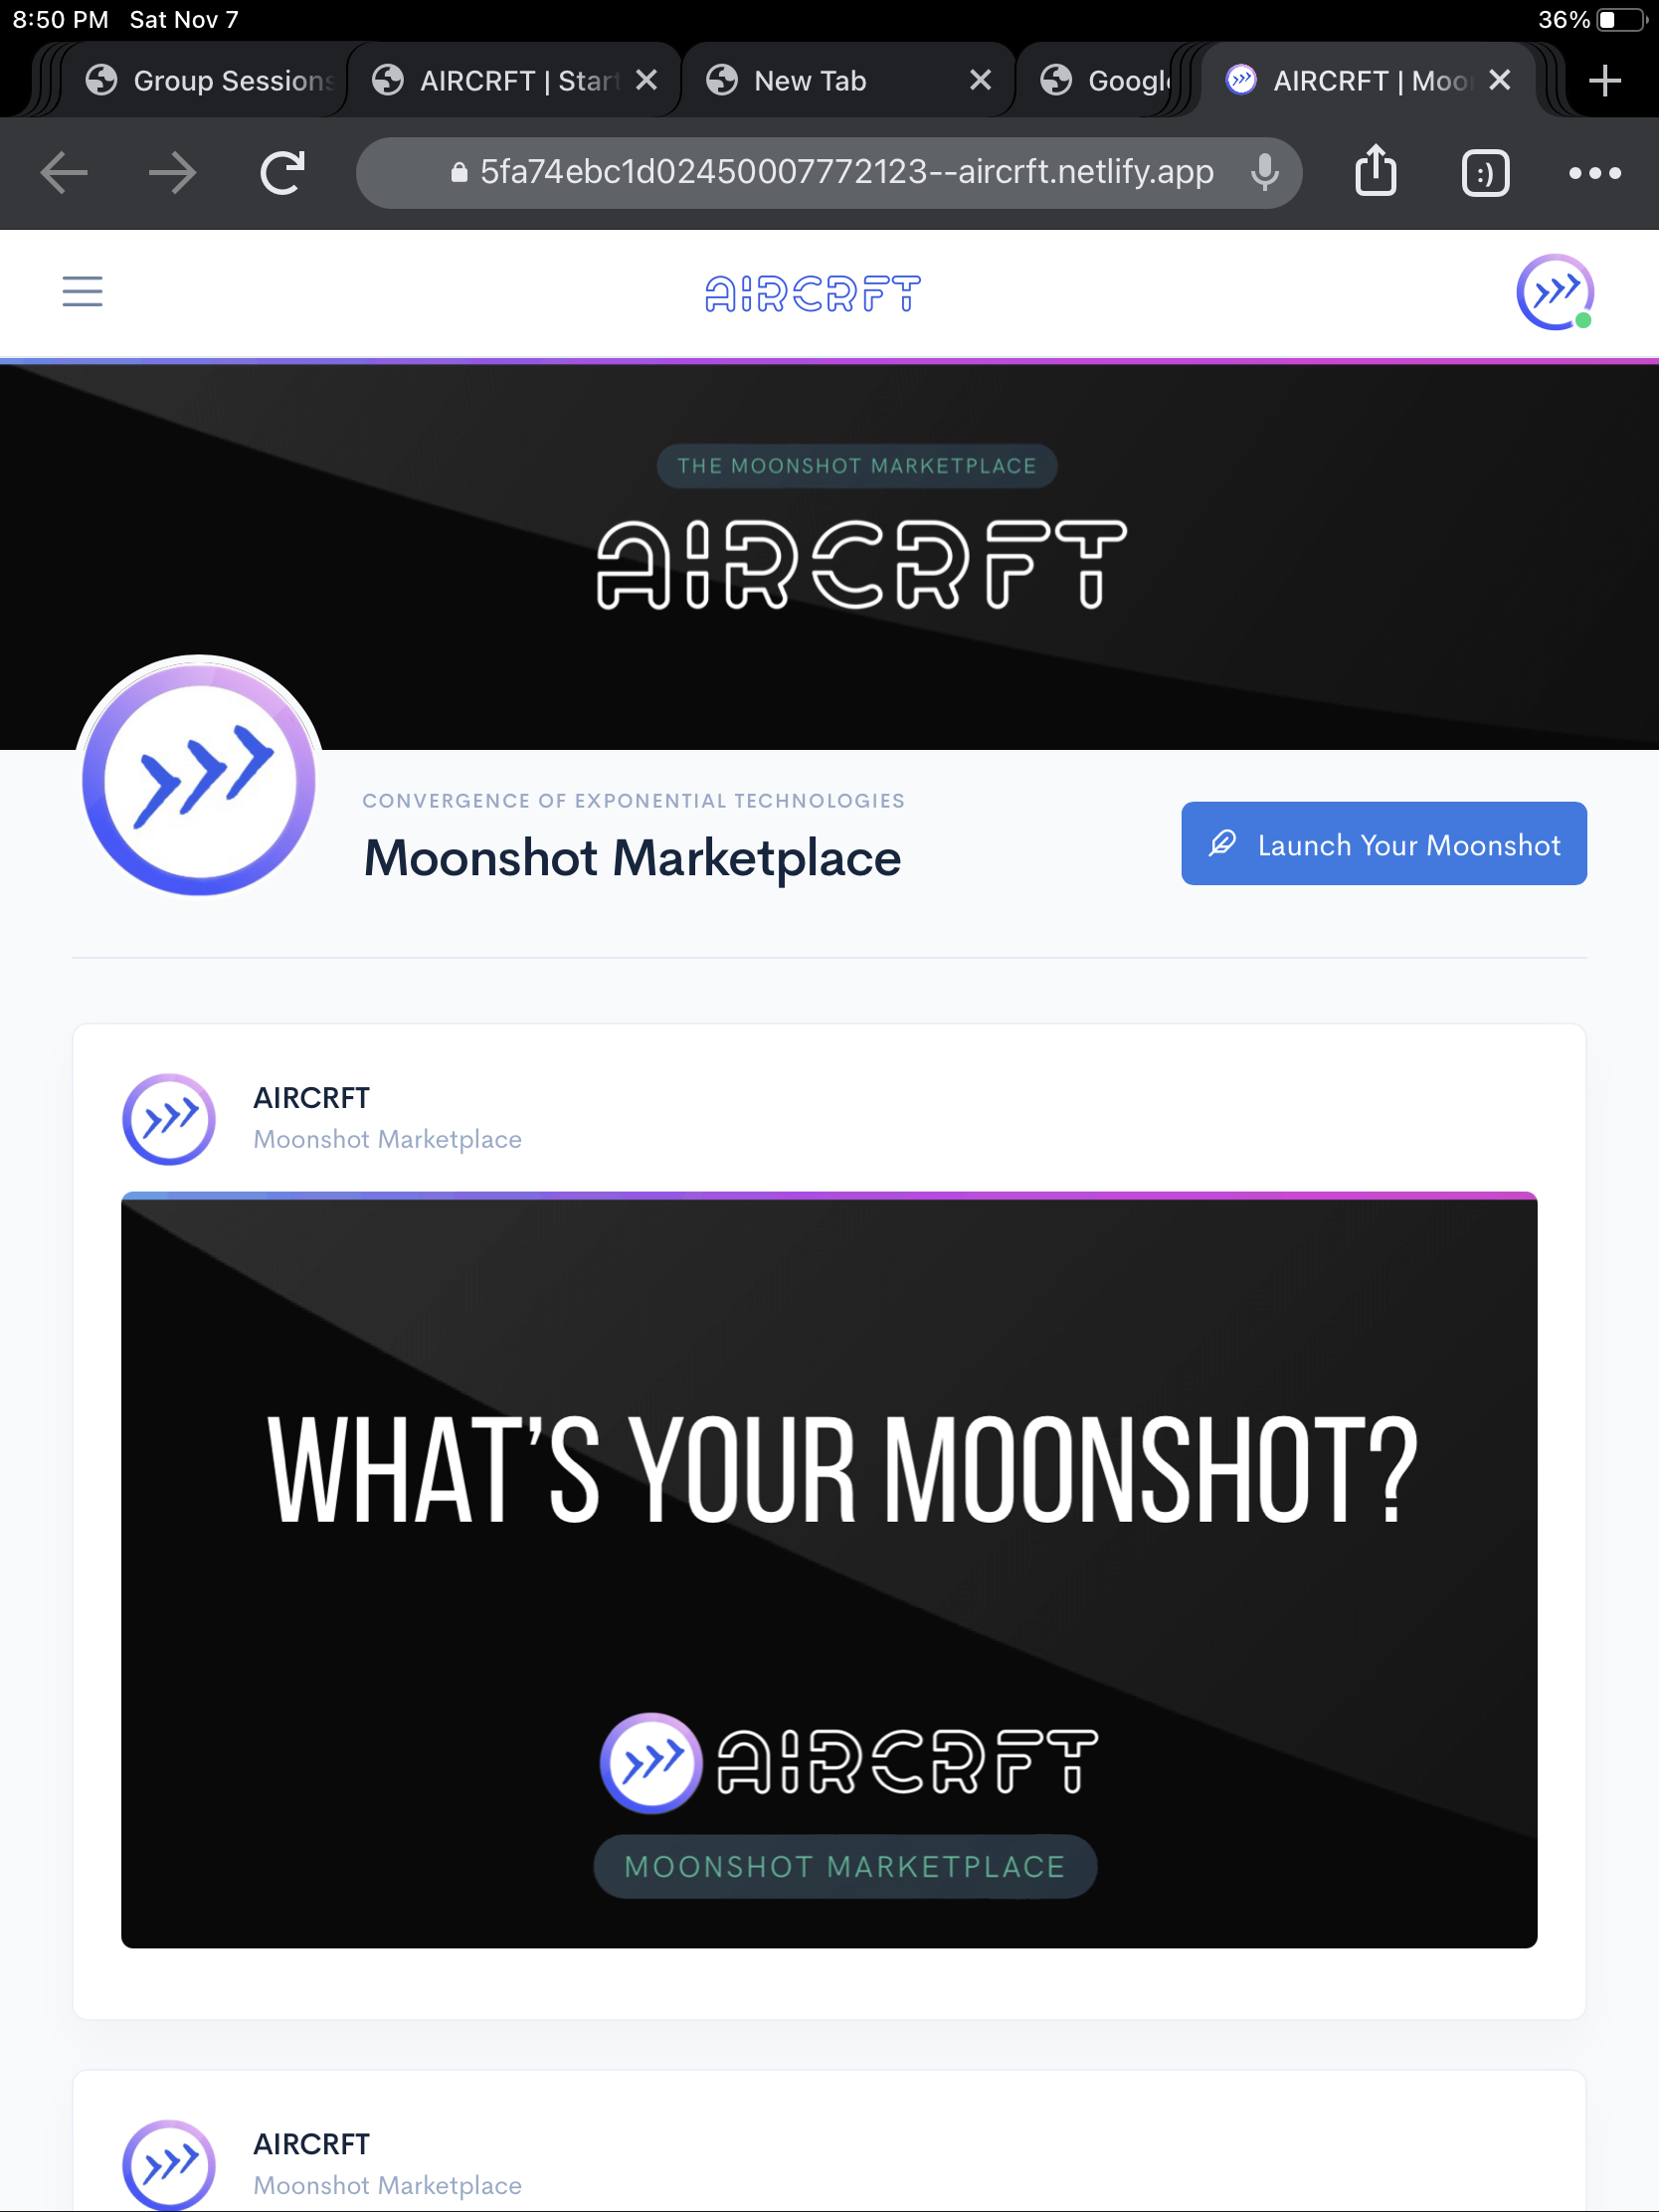 8:50 PM Sat Nov 7 36%
Group Sessions AIRCRFT | Start New Tab Google AIRCRFT | Moo
5fa74ebc1d02450007772123--aircrft.netlify.app :)
AIRCRFT
THE MOONSHOT MARKETPLACE
AIRCRFT
CONVERGENCE OF EXPONENTIAL TECHNOLOGIES
Moonshot Marketplace
Launch Your Moonshot
AIRCRFT
Moonshot Marketplace
WHAT'S YOUR MOONSHOT?
AIRCRFT
MOONSHOT MARKETPLACE
AIRCRFT
Moonshot Marketplace